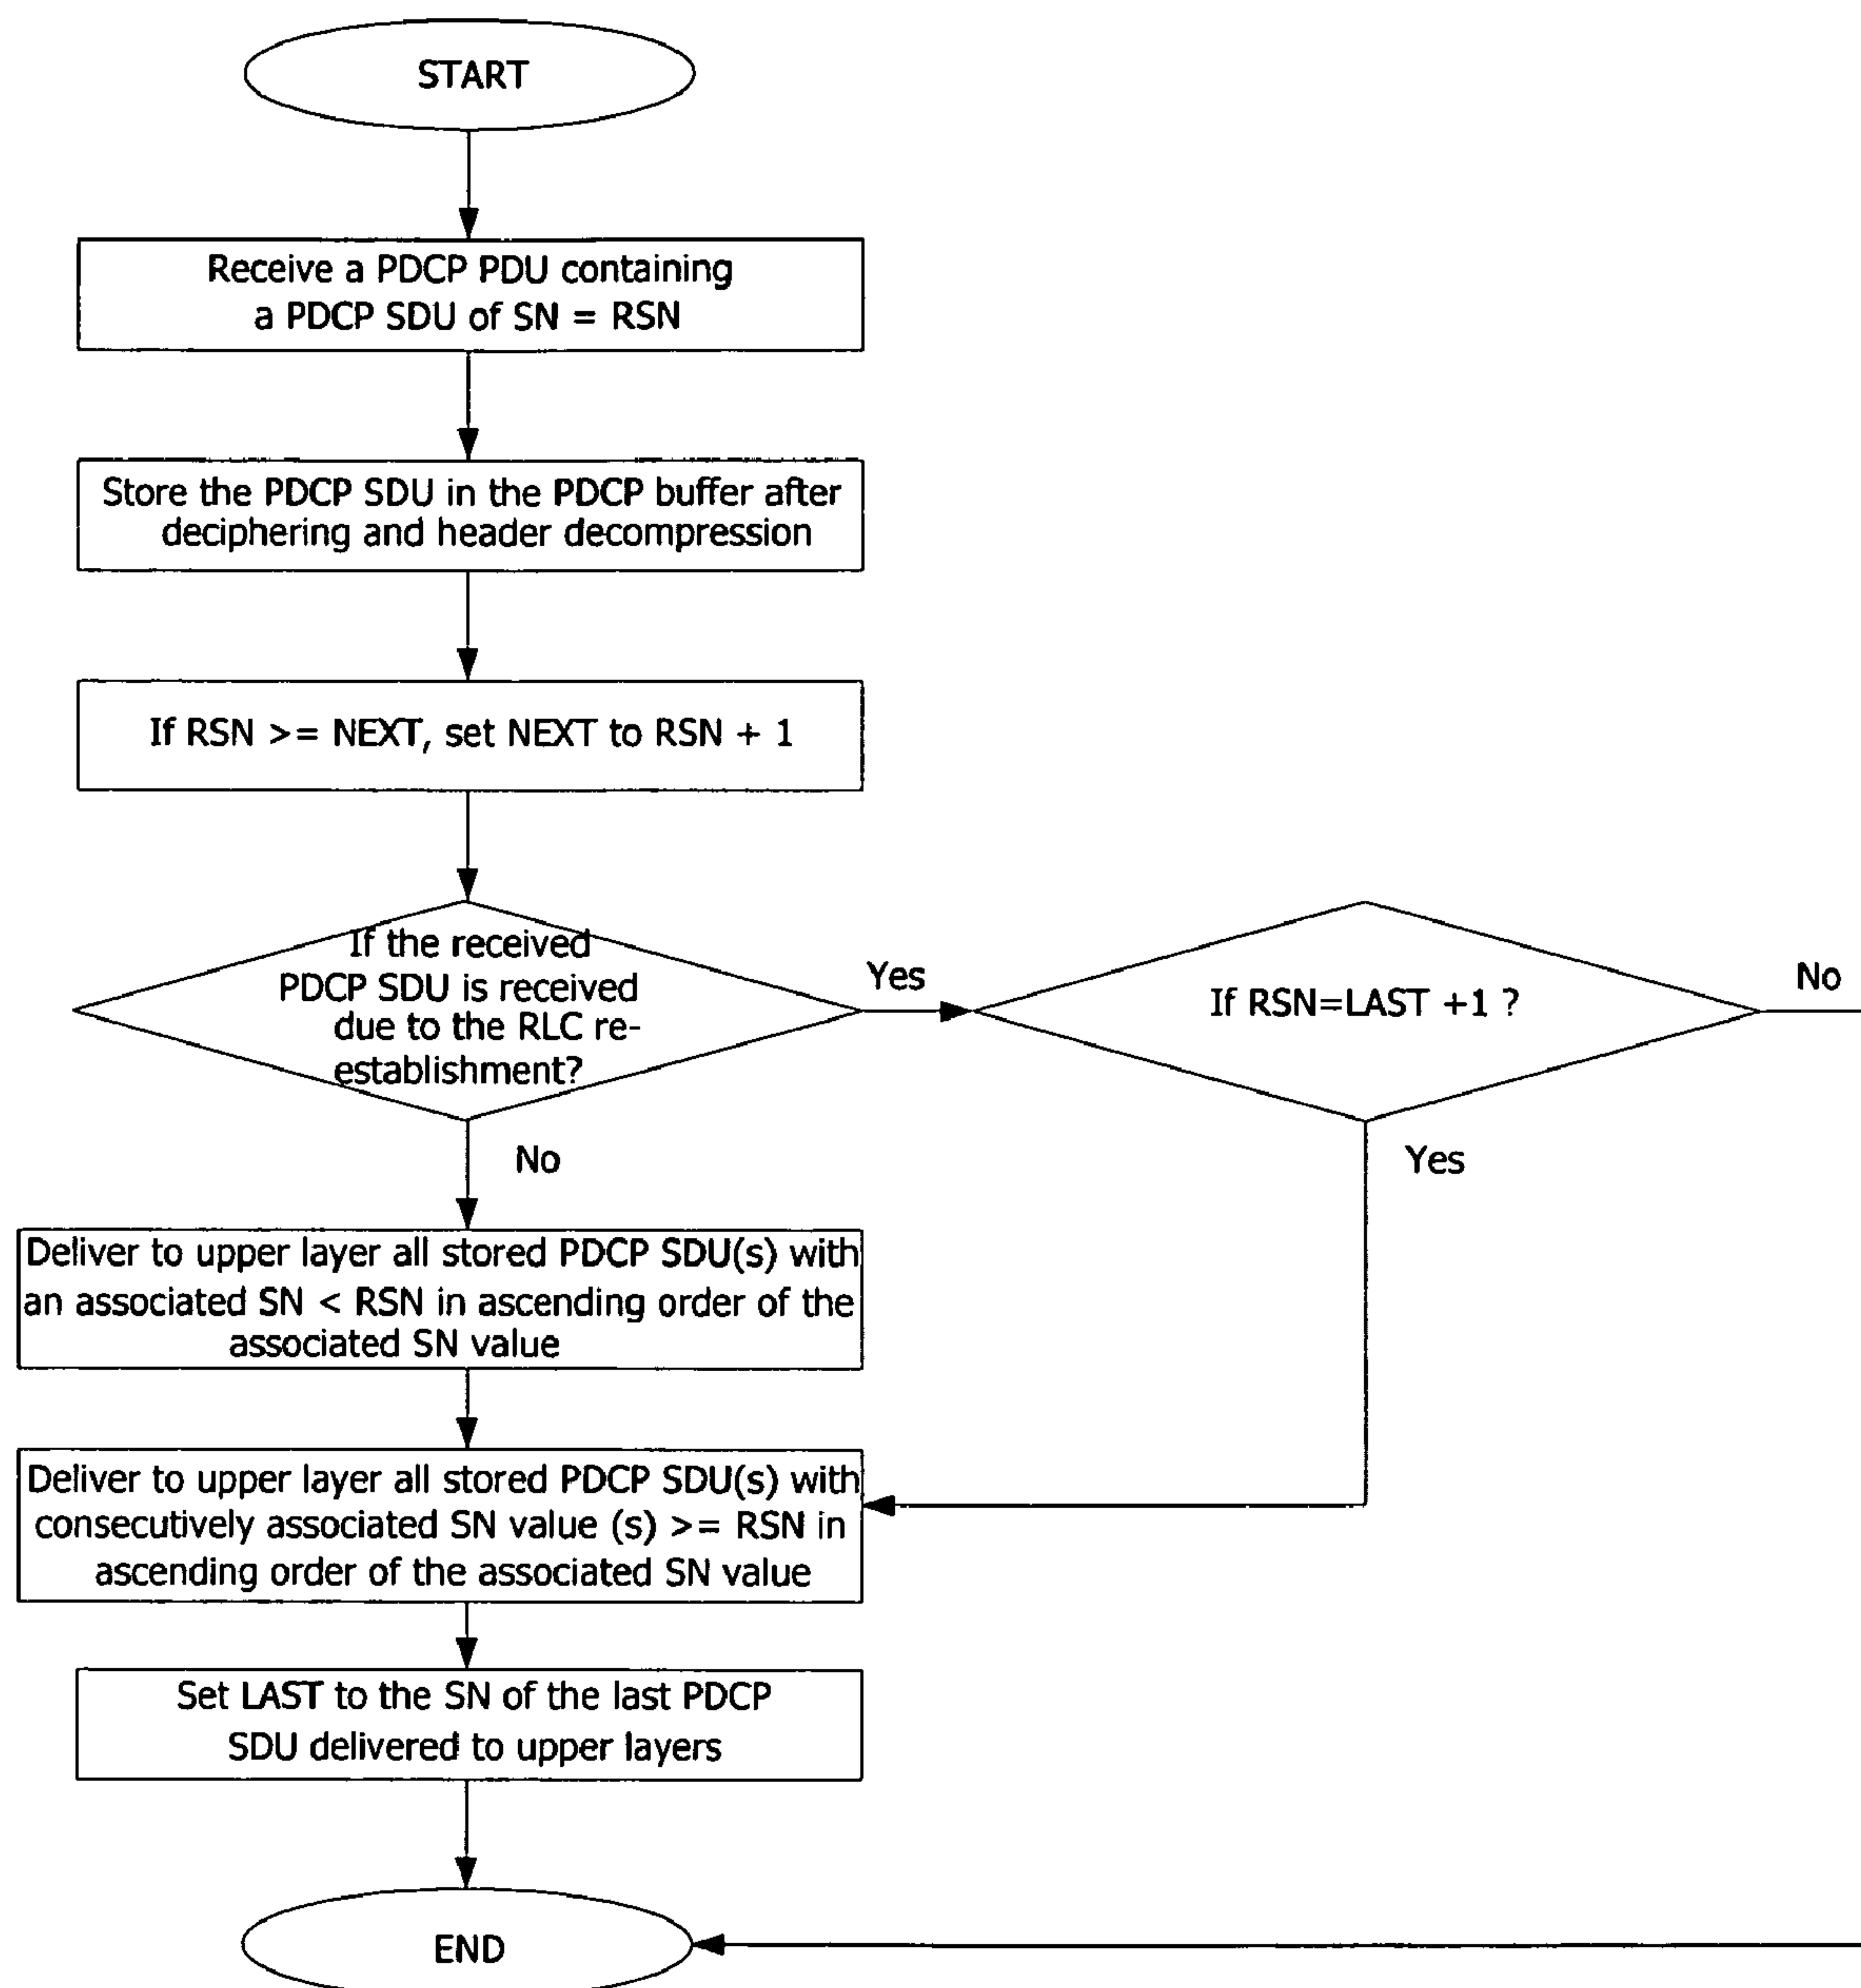 START
Receive a PDCP PDU containing
a PDCP SDU of SN = RSN
Store the PDCP SDU in the PDCP buffer after
deciphering and header decompression
If RSN >= NEXT, set NEXT to RSN + 1
If the received
PDCP SDU is received
due to the RLC re-
establishment?
Yes
If RSN=LAST +1 ?
No
No
Yes
Deliver to upper layer all stored PDCP SDU(s) with
an associated SN < RSN in ascending order of the
associated SN value
Deliver to upper layer all stored PDCP SDU(s) with
consecutively associated SN value (s) >= RSN in
ascending order of the associated SN value
Set LAST to the SN of the last PDCP
SDU delivered to upper layers
END